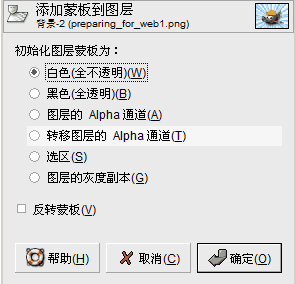 添加蒙板到图层
背景-2 (preparing_for_web1.png)
初始化图层蒙板为：
白色(全不透明)(W)
黑色(全透明)(B)
图层的 Alpha 通道(A)
转移图层的 Alpha 通道(T)
选区(S)
图层的灰度副本(G)
反转蒙板(V)
帮助(H) 取消(C) 确定(O)